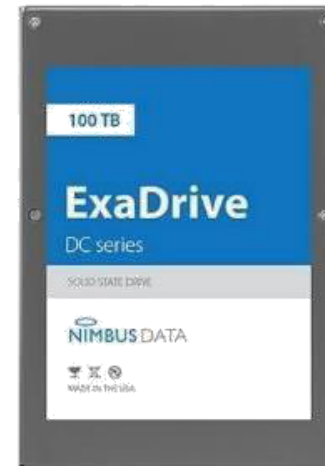 100 TB
ExaDrive
DC series
SOLID STATE DRIVE
NIMBUS DATA
MADE IN THE USA